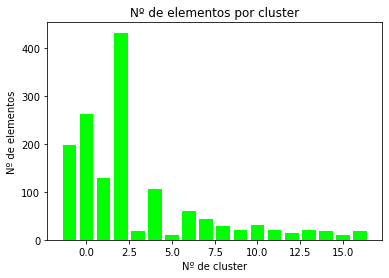 Nº de elementos por cluster
Nº de elementos
400
300
200
100
0
0.0 2.5 5.0 7.5 10.0 12.5 15.0
Nº de cluster